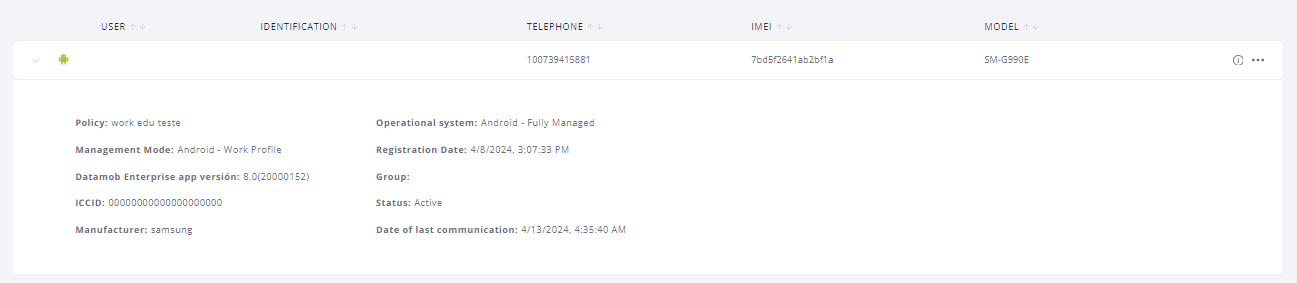 USER IDENTIFICATION TELEPHONE IMEI MODEL
100739415881 7bd5f2641ab2bf1a SM-G990E
Policy: work edu teste Operational system: Android - Fully Managed
Management Mode: Android - Work Profile Registration Date: 4/8/2024, 3:07:33 PM
Datamob Enterprise app versión: 8.0(20000152) Group:
ICCID: 00000000000000000000 Status: Active
Manufacturer: samsung Date of last communication: 4/13/2024, 4:35:40 AM